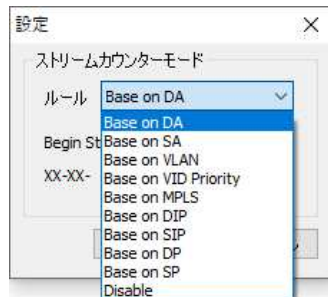 設定
ストリームカウンターモード
ルール Base on DA
Base on DA
Base on SA
Begin St
Base on VLAN
Base on VID Priority
XX-XX-
Base on MPLS
Base on DIP
Base on SIP
Base on DP
Base on SP
Disable